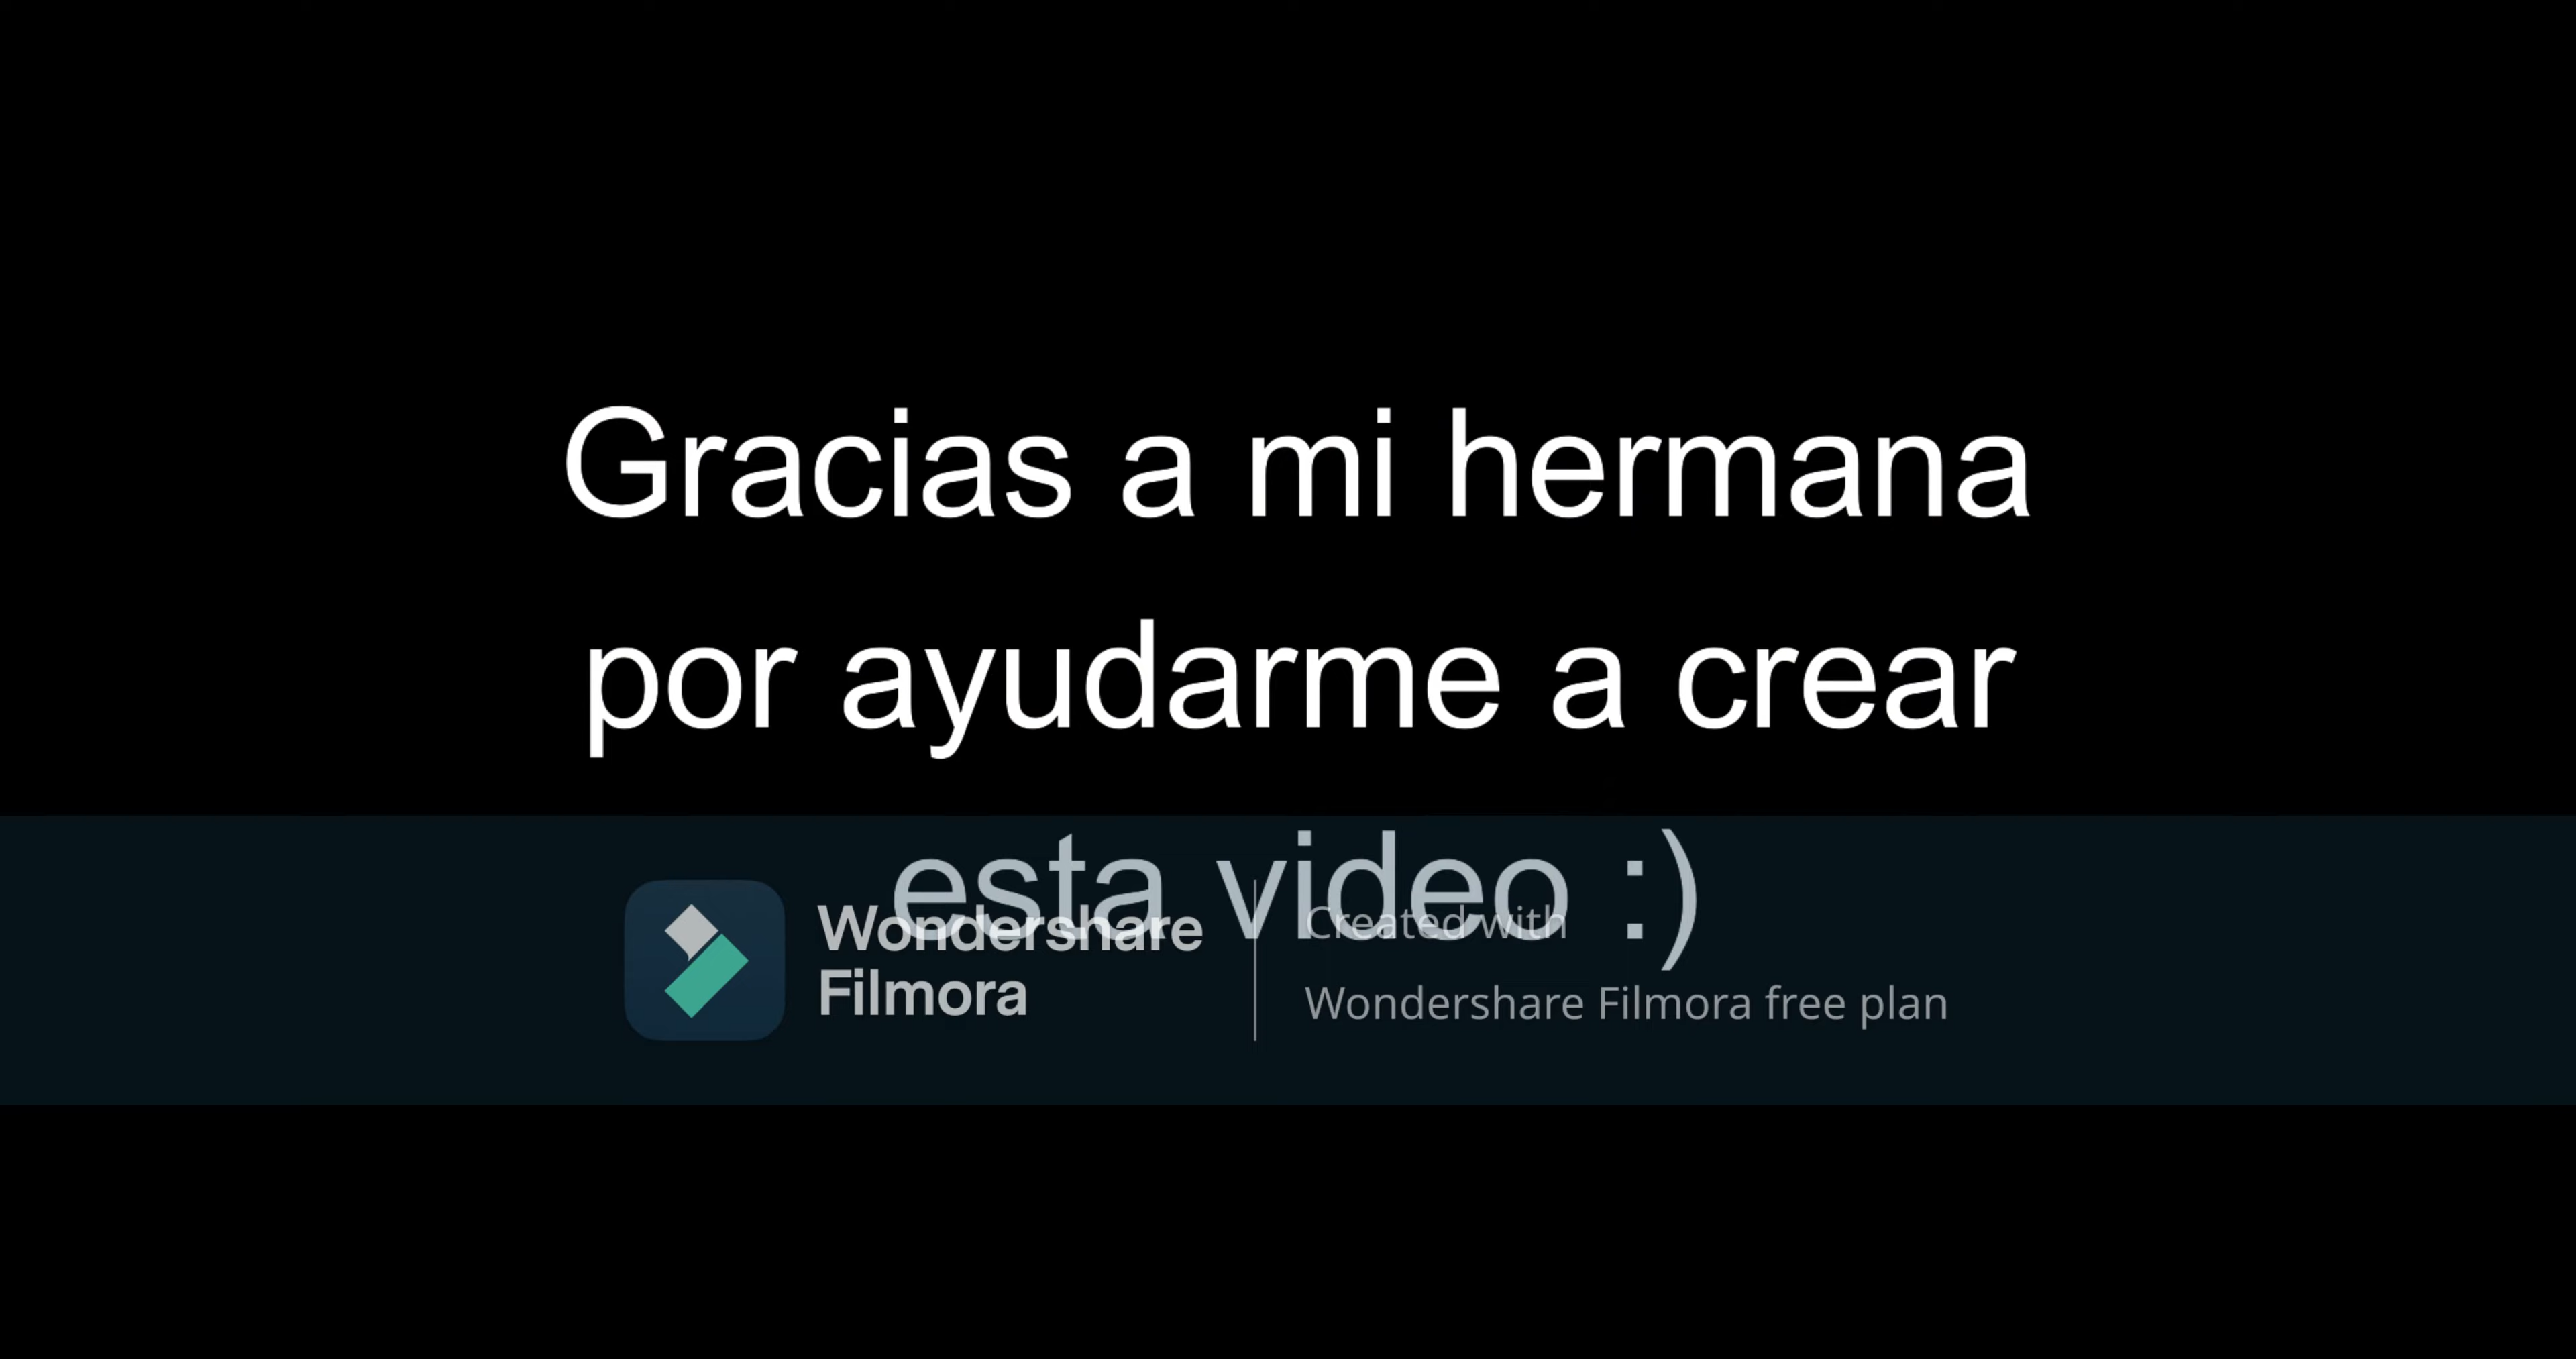 Gracias a mi hermana
por ayudarme a crear
esta video :)
Wondershare
Filmora
Created with
Wondershare Filmora free plan